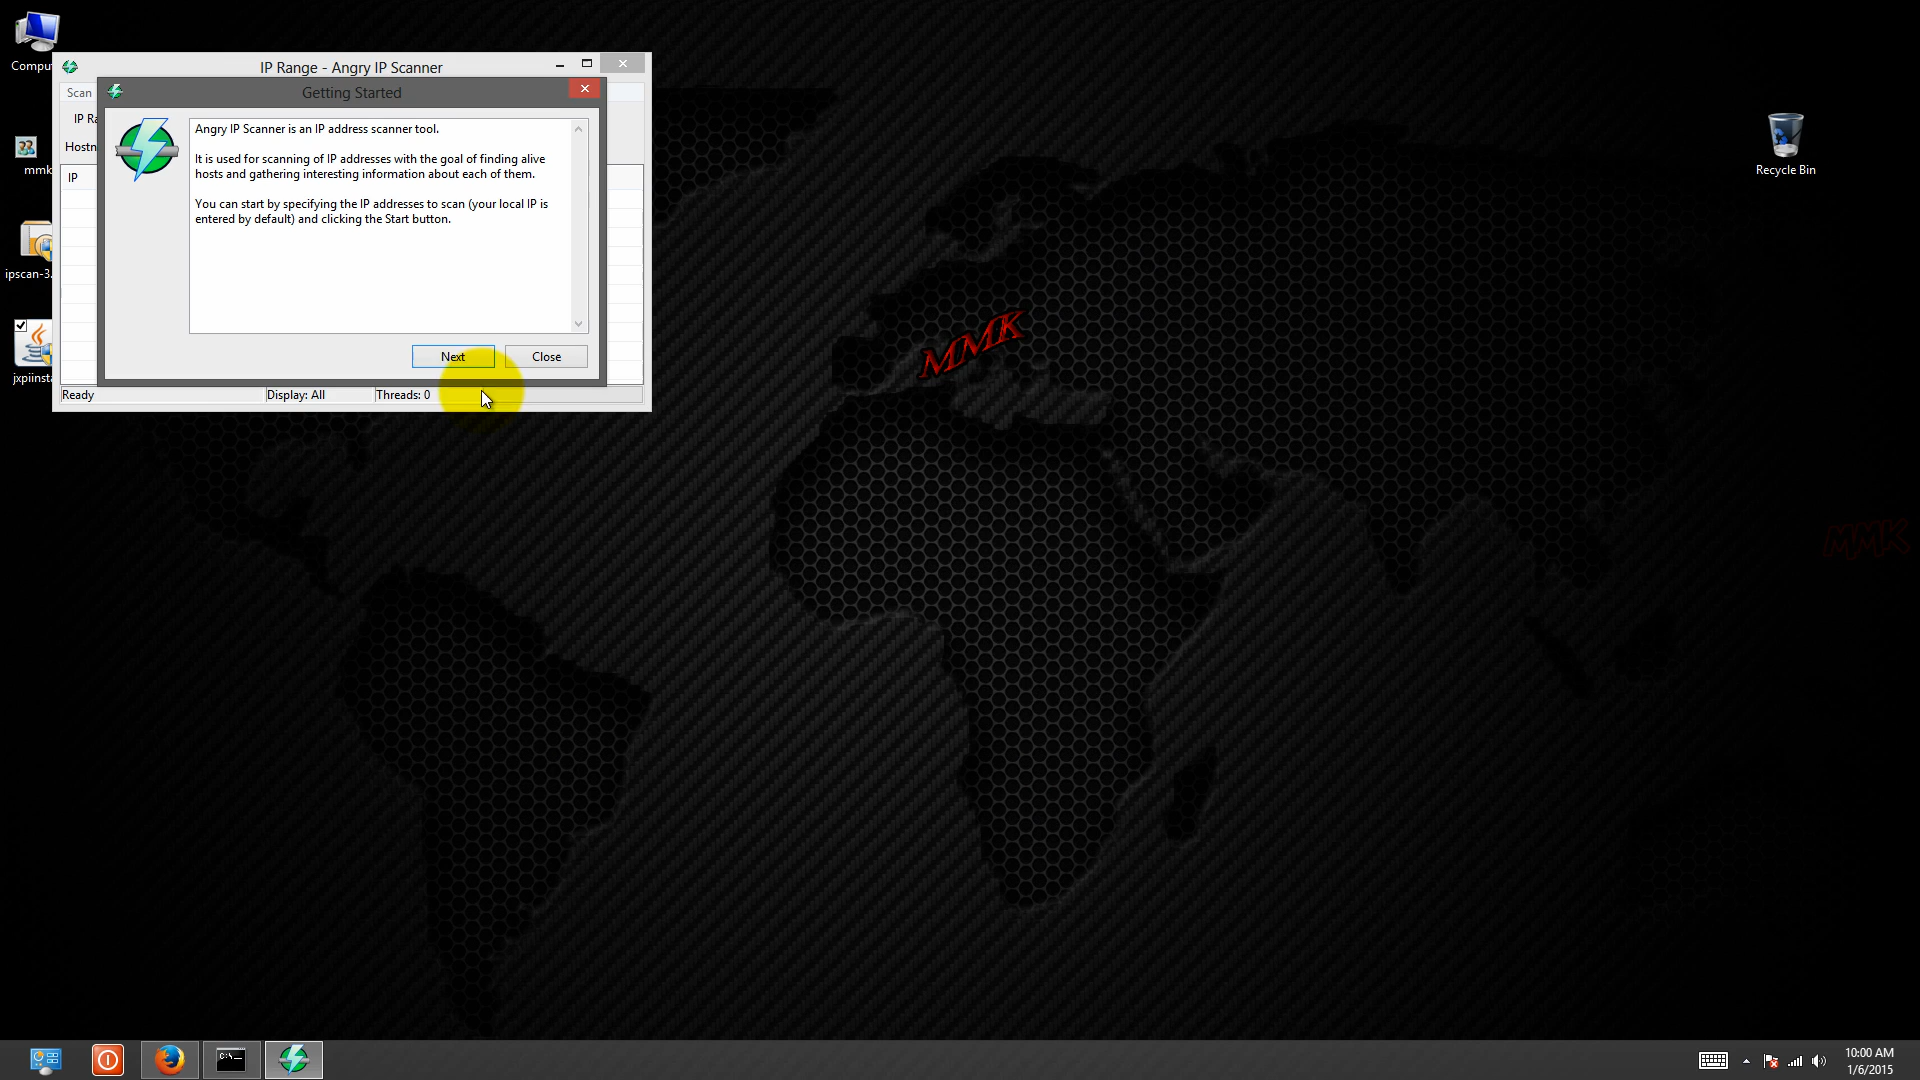 Compu
IP Range - Angry IP Scanner
Scan
Getting Started
IP Ra
Angry IP Scanner is an IP address scanner tool.
Hostn
It is used for scanning of IP addresses with the goal of finding alive
hosts and gathering interesting information about each of them.
mmk
IP
You can start by specifying the IP addresses to scan (your local IP is
entered by default) and clicking the Start button.
ipscan-3.
Next
Close
jxpiinsta
Ready
Display: All
Threads: 0
Recycle Bin
MMK
MMK
C:\_
10:00 AM
1/6/2015